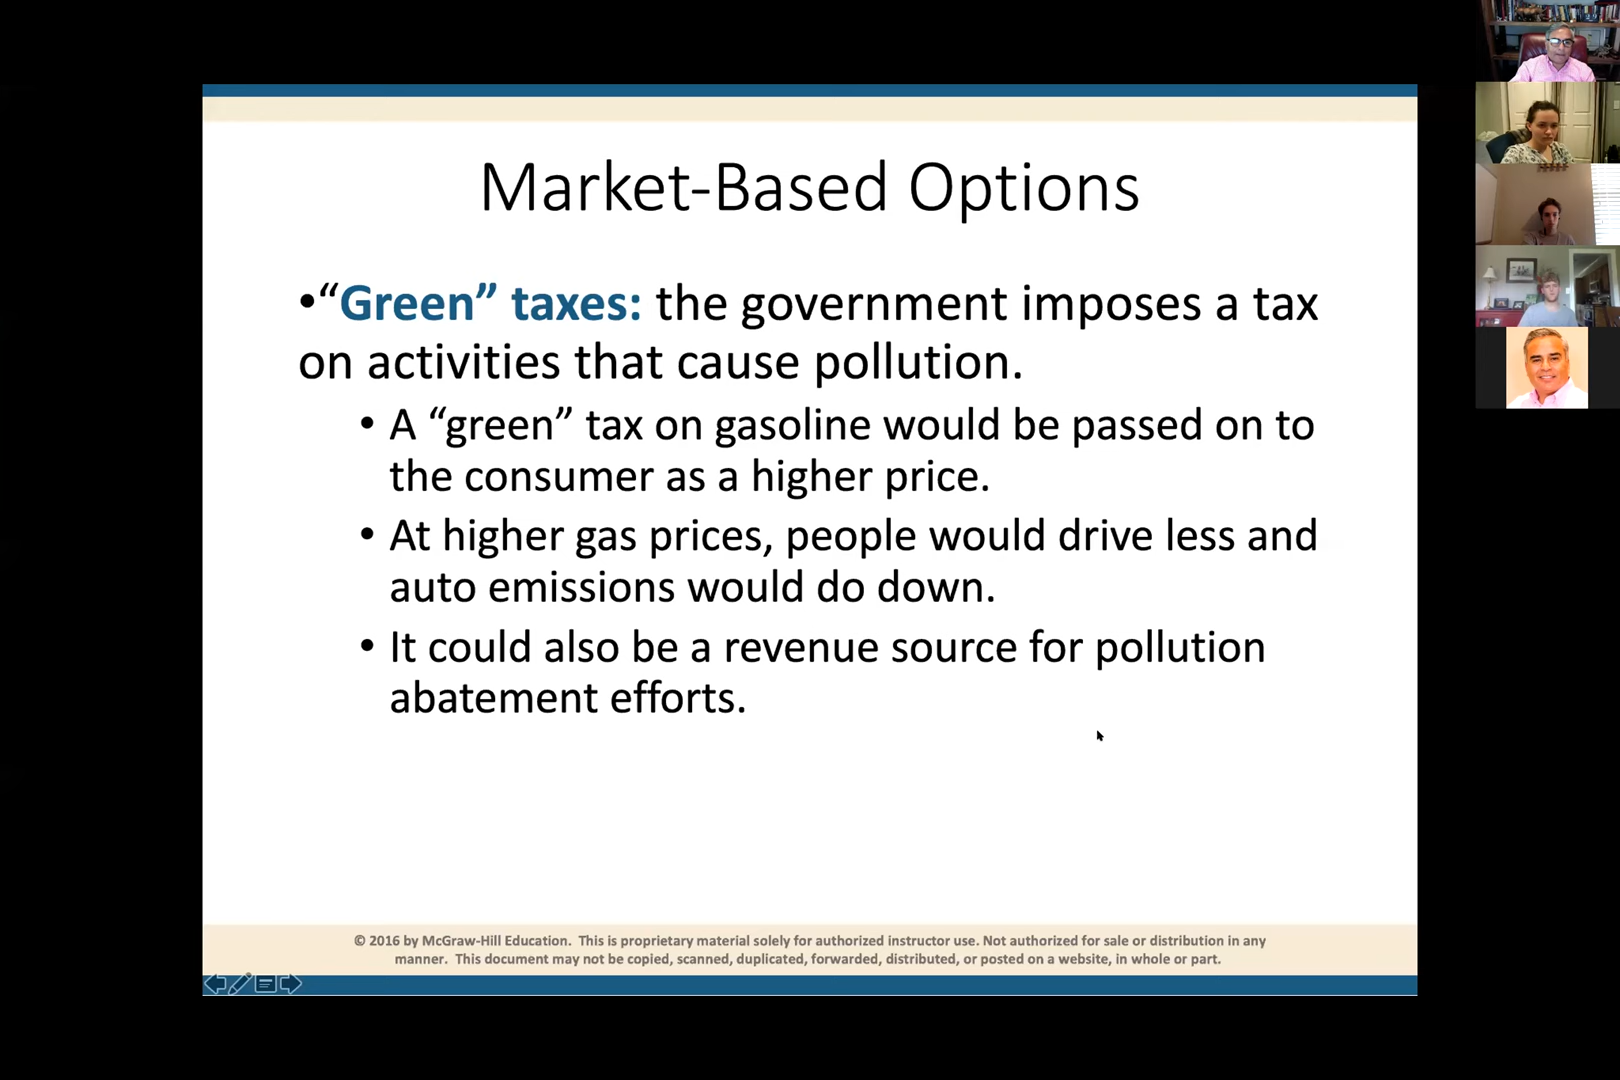 Market-Based Options
•“Green” taxes: the government imposes a tax
on activities that cause pollution.
• A “green” tax on gasoline would be passed on to
the consumer as a higher price.
• At higher gas prices, people would drive less and
auto emissions would do down.
• It could also be a revenue source for pollution
abatement efforts.
© 2016 by McGraw-Hill Education. This is proprietary material solely for authorized instructor use. Not authorized for sale or distribution in any
manner. This document may not be copied, scanned, duplicated, forwarded, distributed, or posted on a website, in whole or part.